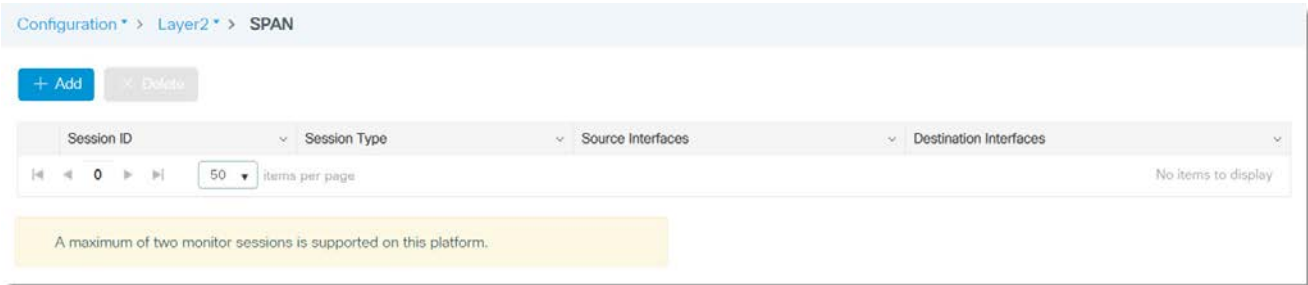 Configuration > Layer2 > SPAN
+ Add × Delete
Session ID Session Type Source Interfaces Destination Interfaces
0 50 items per page No items to display
A maximum of two monitor sessions is supported on this platform.